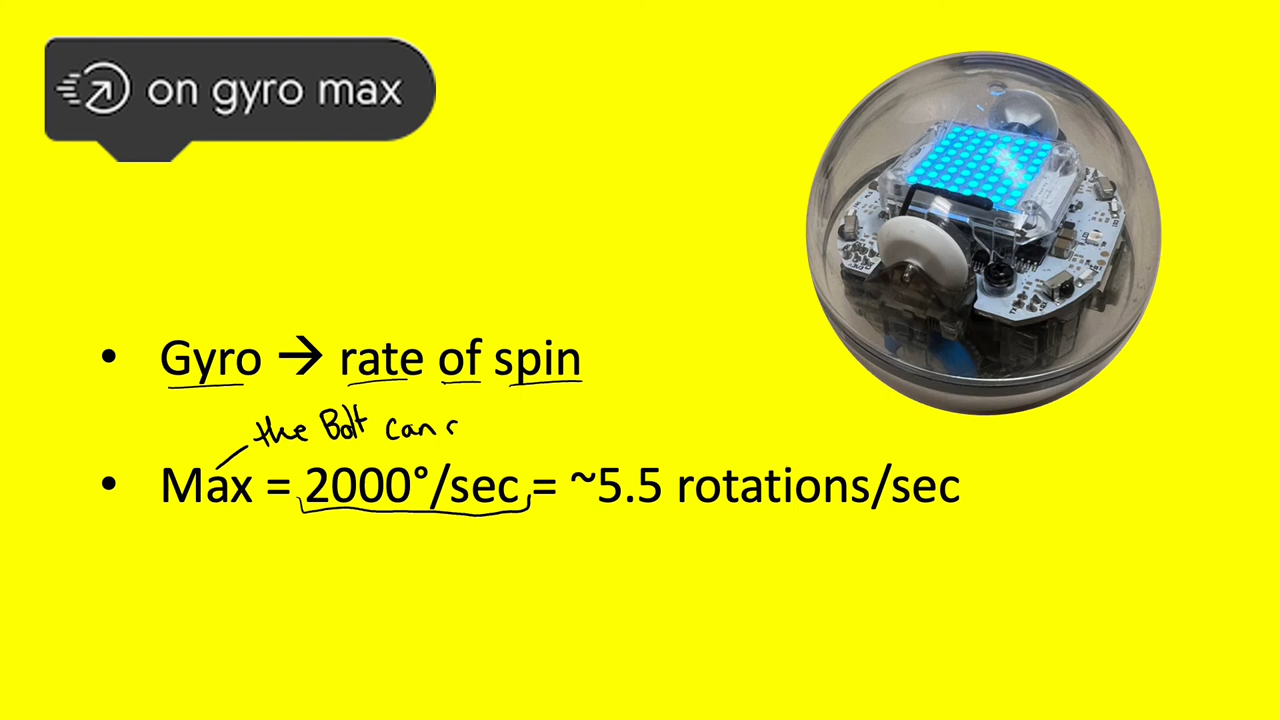 on gyro max
• Gyro → rate of spin
the Bolt can
• Max = 2000°/sec = ~5.5 rotations/sec